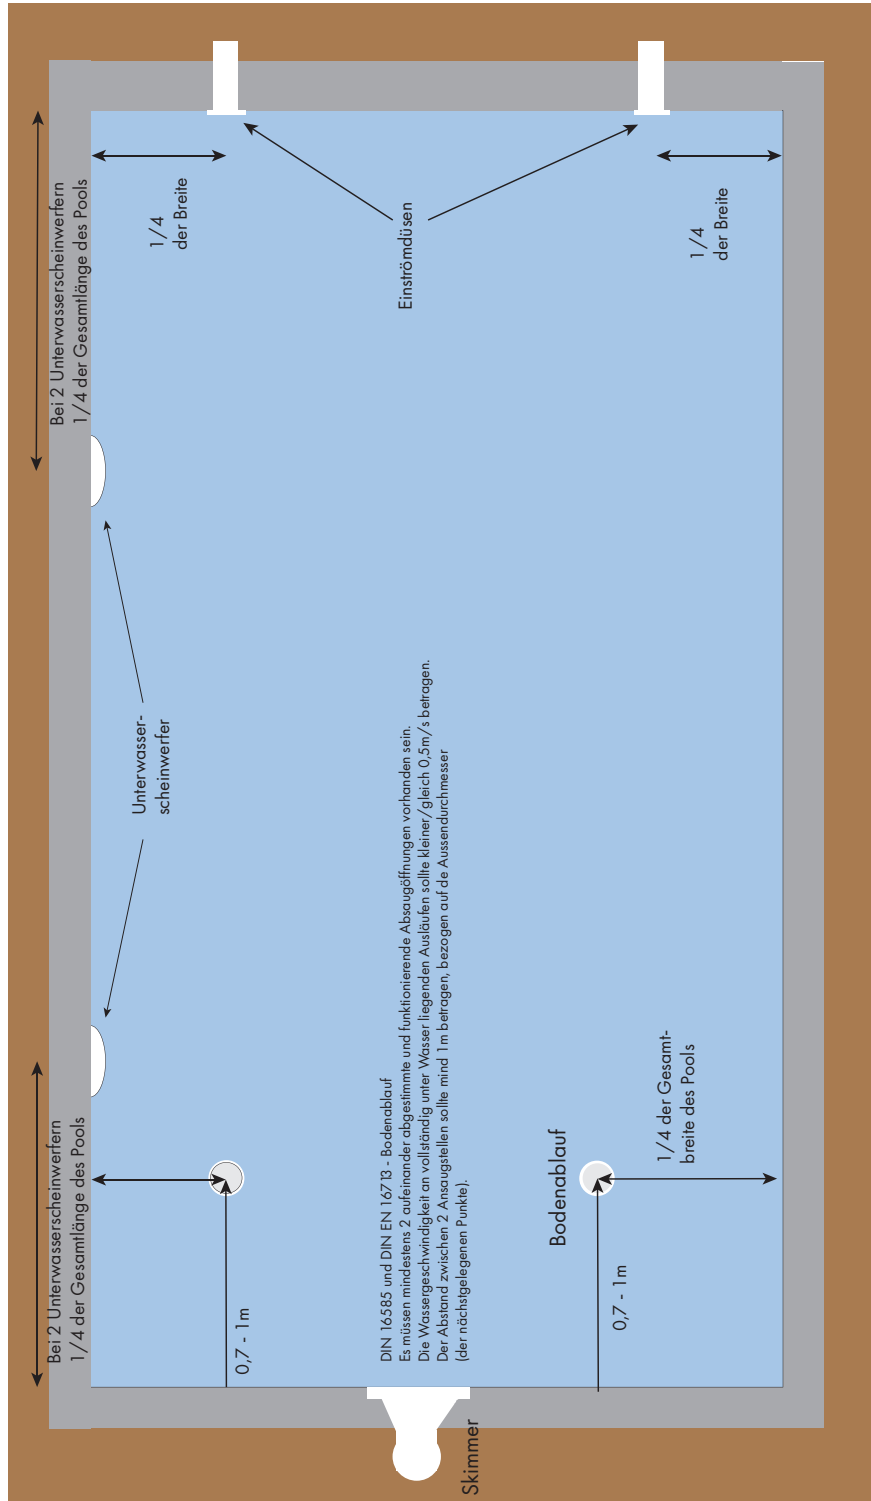 Bei 2 Unterwasserscheinwerfern
1/4 der Gesamtlänge des Pools
Bei 2 Unterwasserscheinwerfern
1/4 der Gesamtlänge des Pools
Unterwasser-
scheinwerfer
1/4
der Breite
Einströmdüsen
1/4
der Breite
0,7 - 1m
DIN 16585 und DIN EN 16713 - Bodenablauf
Es müssen mindestens 2 aufeinander abgestimmte und funktionierende Absaugöffnungen vorhanden sein.
Die Wassergeschwindigkeit an vollständig unter Wasser liegenden Ausläufen sollte kleiner/gleich 0,5m/s betragen.
Der Abstand zwischen 2 Ansaugstellen sollte mind 1m betragen, bezogen auf de Aussendurchmesser
(der nächstgelegenen Punkte).
Skimmer
Bodenablauf
0,7 - 1m
1/4 der Gesamt-
breite des Pools